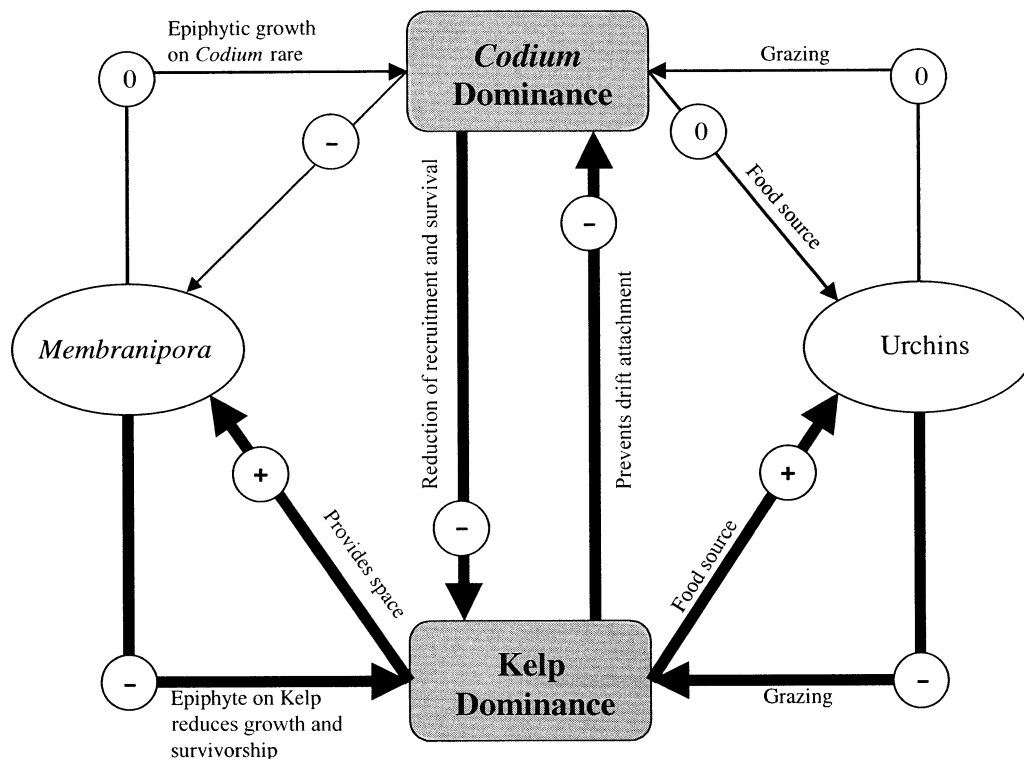 Epiphytic growth
on Codium rare
0
Codium
Dominance
Grazing
0
–
0
Food source
Reduction of recruitment and survival
–
Prevents drift attachment
Membranipora
Urchins
+
Provides space
–
+
Food source
Kelp
Dominance
–
Epiphyte on Kelp
reduces growth and
survivorship
Grazing
–